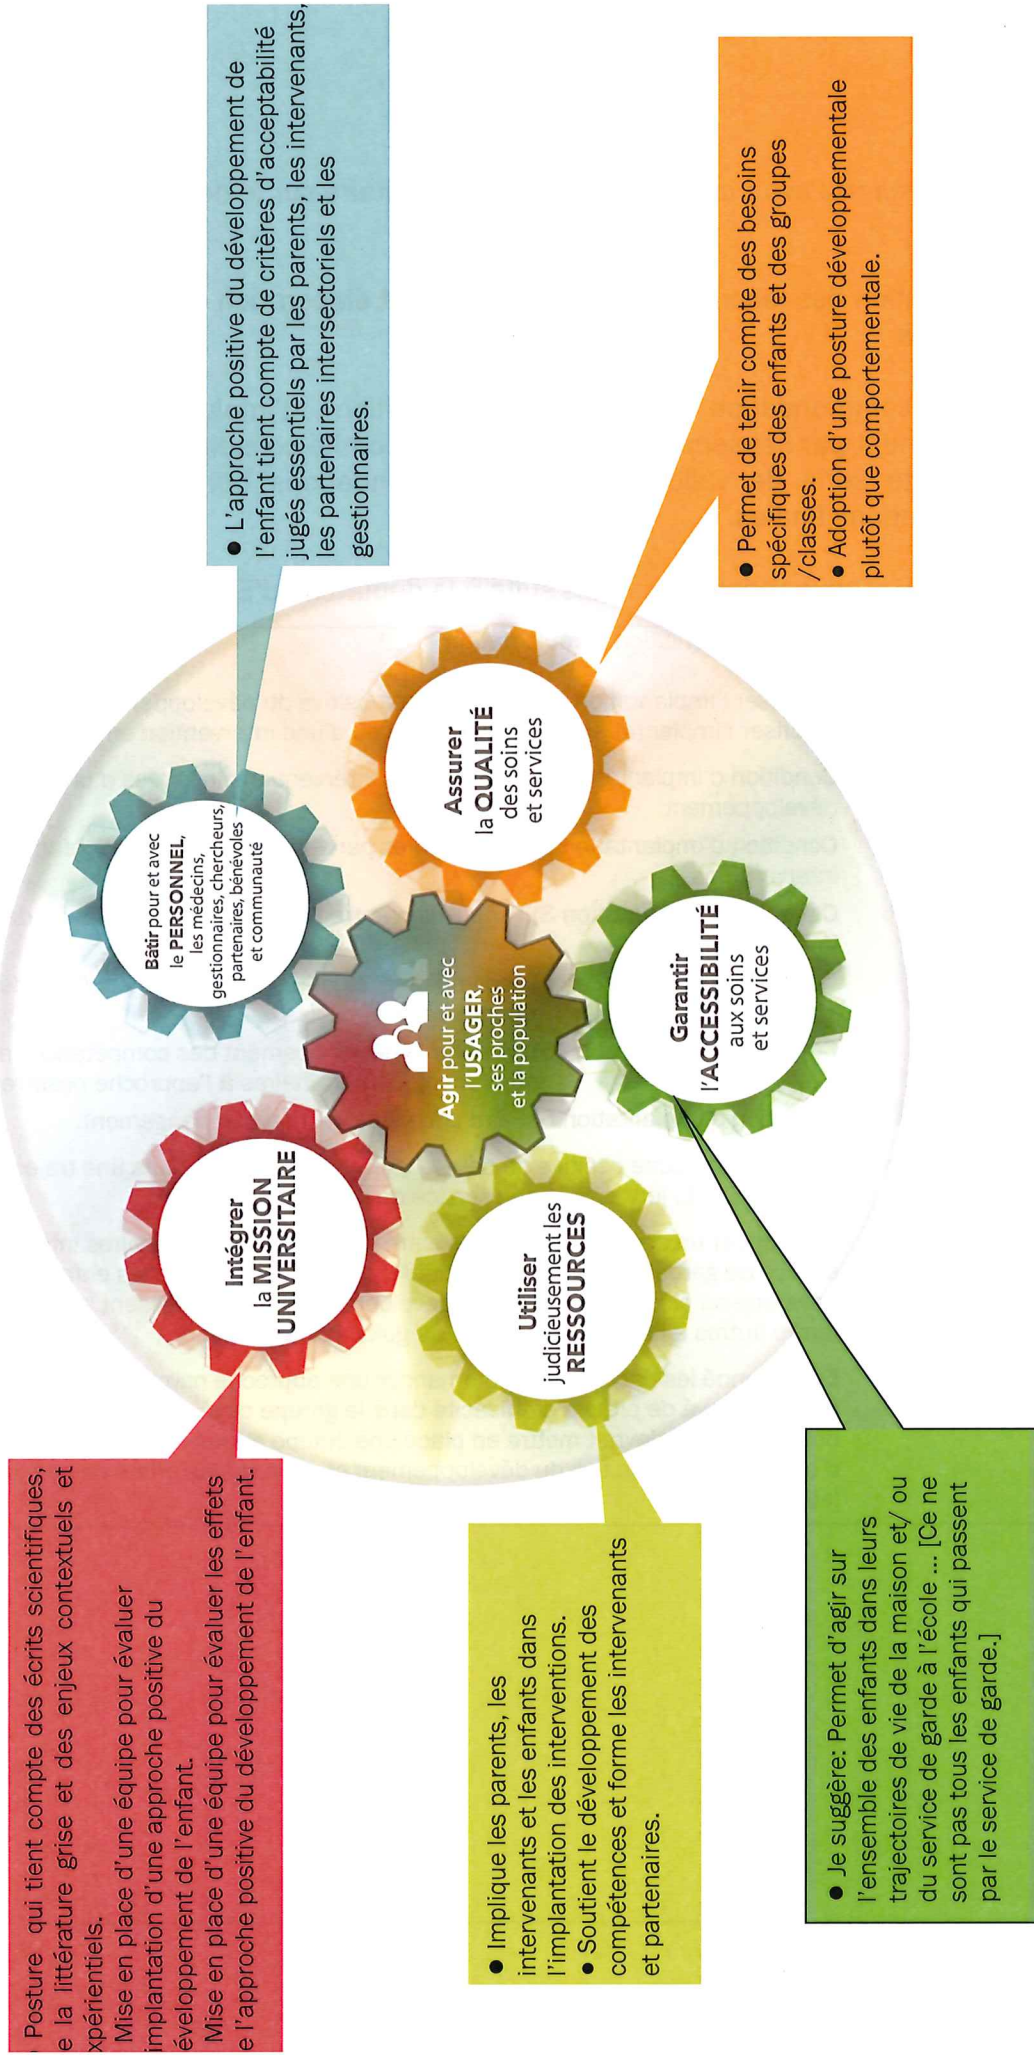 Posture qui tient compte des écrits scientifiques,
e la littérature grise et des enjeux contextuels et
xpérientiels.
Mise en place d'une équipe pour évaluer
implantation d'une approche positive du
éveloppement de l'enfant.
Mise en place d'une équipe pour évaluer les effets
e l'approche positive du développement de l'enfant.
● L'approche positive du développement de
l'enfant tient compte de critères d'acceptabilité
jugés essentiels par les parents, les intervenants,
les partenaires intersectoriels et les
gestionnaires.
Intégrer
la MISSION
UNIVERSITAIRE
Bâtir pour et avec
le PERSONNEL,
les médecins,
gestionnaires, chercheurs,
partenaires, bénévoles
et communauté
Agir pour et avec
l'USAGER,
ses proches
et la population
Utiliser
judicieusement les
RESSOURCES
Assurer
la QUALITÉ
des soins
et services
Garantir
l'ACCESSIBILITÉ
aux soins
et services
● Implique les parents, les
intervenants et les enfants dans
l'implantation des interventions.
● Soutient le développement des
compétences et forme les intervenants
et partenaires.
● Permet de tenir compte des besoins
spécifiques des enfants et des groupes
/classes.
● Adoption d'une posture développementale
plutôt que comportementale.
● Je suggère: Permet d'agir sur
l'ensemble des enfants dans leurs
trajectoires de vie de la maison et/ ou
du service de garde à l'école ... [Ce ne
sont pas tous les enfants qui passent
par le service de garde.]